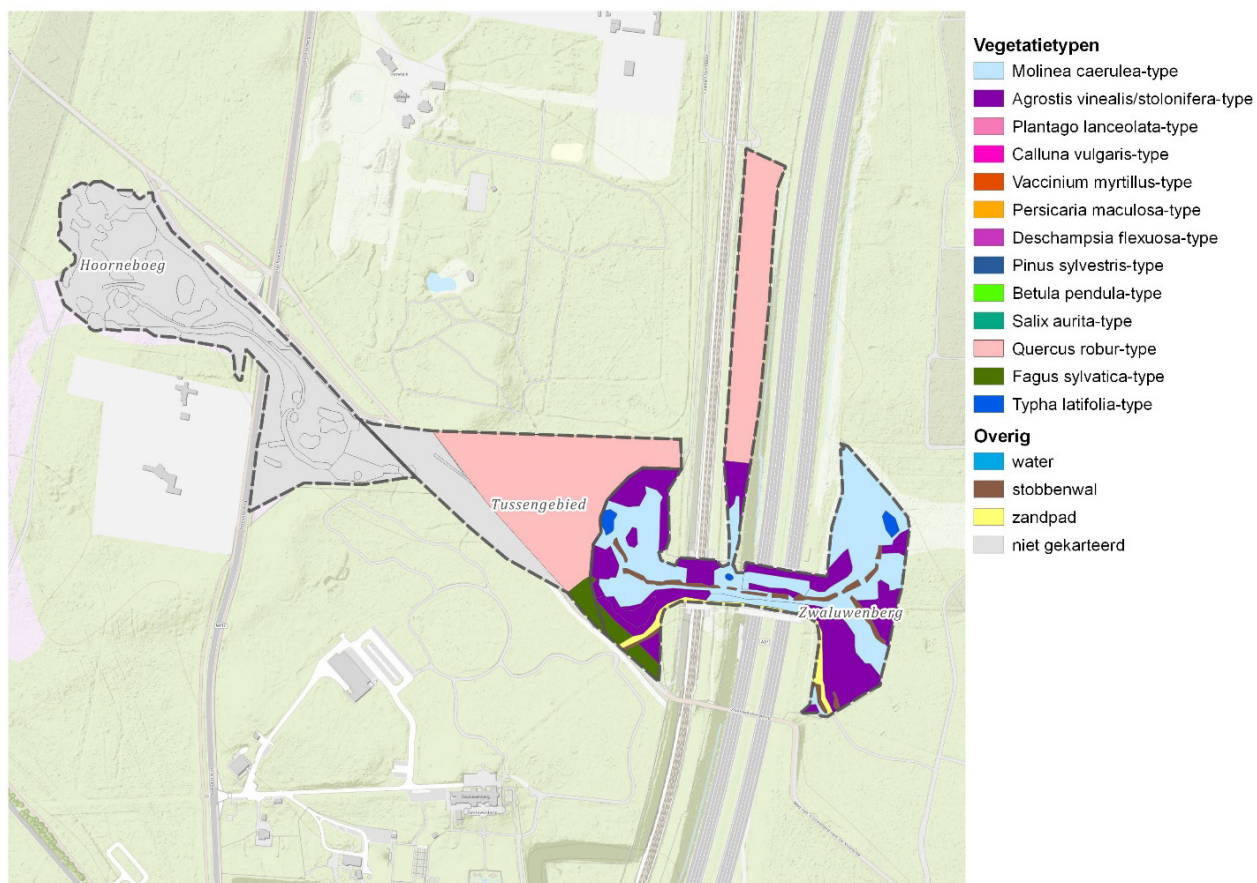 Hoorneboeg
Tussengebied
Zwaluwenberg
Vegetatietypen
Molinea caerulea-type
Agrostis vinealis/stolonifera-type
Plantago lanceolata-type
Calluna vulgaris-type
Vaccinium myrtillus-type
Persicaria maculosa-type
Deschampsia flexuosa-type
Pinus sylvestris-type
Betula pendula-type
Salix aurita-type
Quercus robur-type
Fagus sylvatica-type
Typha latifolia-type
Overig
water
stobbenwal
zandpad
niet gekarteerd